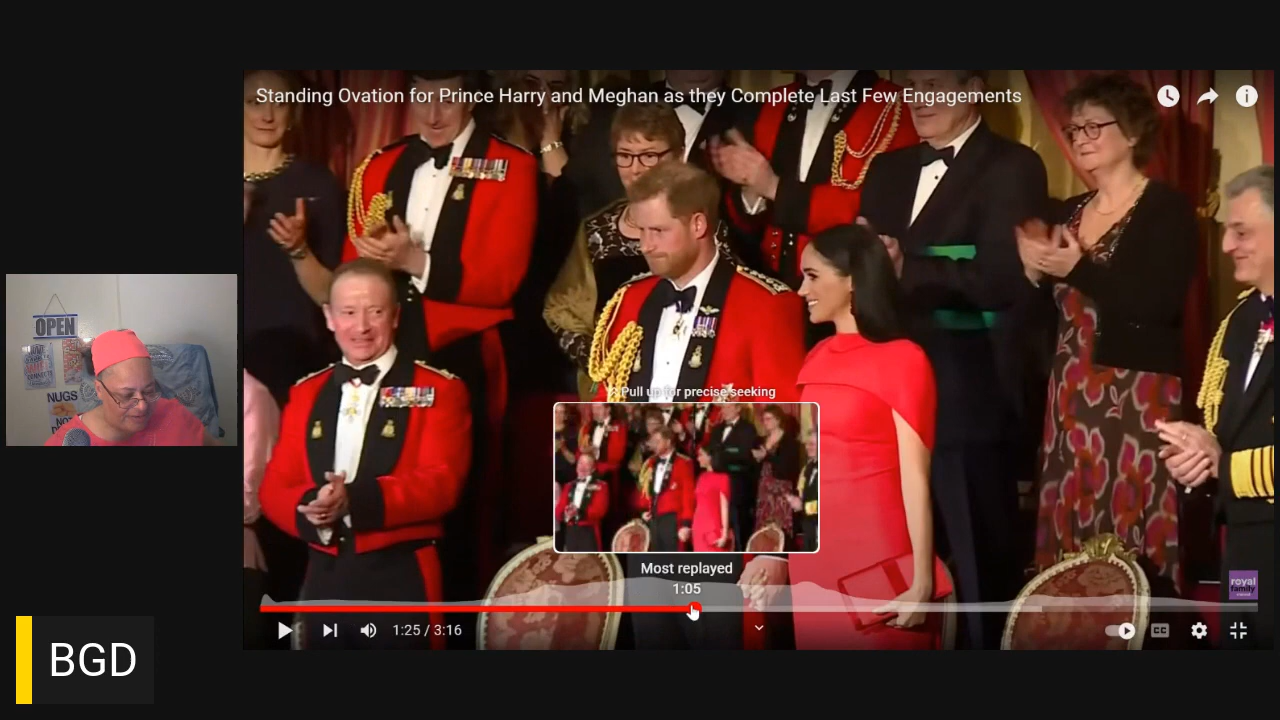 Standing Ovation for Prince Harry and Meghan as they Complete Last Few Engagements
OPEN
NUGS
Pull up for precise seeking
Most replayed
1:05
royal
family
1:25 / 3:16
CC
BGD